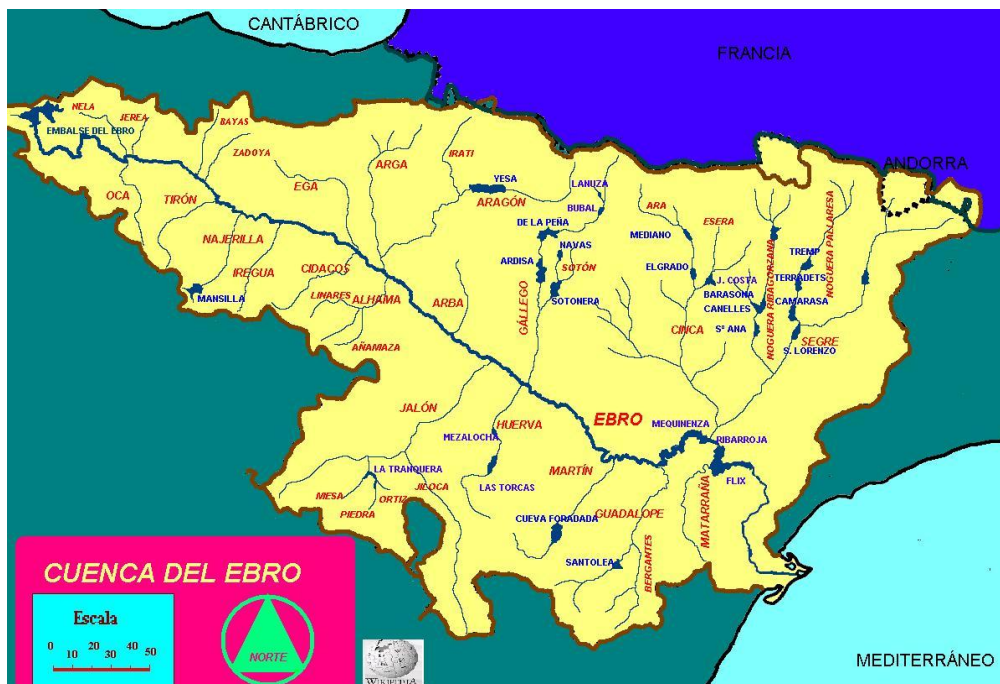 CANTÁBRICO
FRANCIA
ANDORRA
NELA
JEREA
BAYAS
EMBALSE DEL EBRO
ZADOYA
ARGA
IRATI
EGA
YESA
LANUZA
ARAGÓN
BUBAL
OCA
TIRÓN
DE LA PEÑA
NAVAS
ARA
ESERA
MEDIANO
NOGUERA PALLARESA
NAJERILLA
IREGUA
CIDACOS
ARDISA
SOTÓN
ELGRADO
J. COSTA
NOGUERA RIBAGORZANA
TREMP
TERRADETS
MANSILLA
LINARES
ALHAMA
ARBA
SOTONERA
BARASONA
CANELLES
CAMARASA
GÁLLEGO
CINCA
Sª ANA
SEGRE
S. LORENZO
AÑAMAZA
JALÓN
HUERVA
EBRO
MEZALOCHA
MEQUINENZA
RIBARROJA
LA TRANQUERA
MARTÍN
FLIX
MESA
ORTIZ
JILOCA
LAS TORCAS
PIEDRA
CUEVA FORADADA
GUADALOPE
MATARRAÑA
SANTOLEA
BERGANTES
CUENCA DEL EBRO
Escala
0 20 40
10 30 50
NORTE
WIKIPEDIA
MEDITERRÁNEO